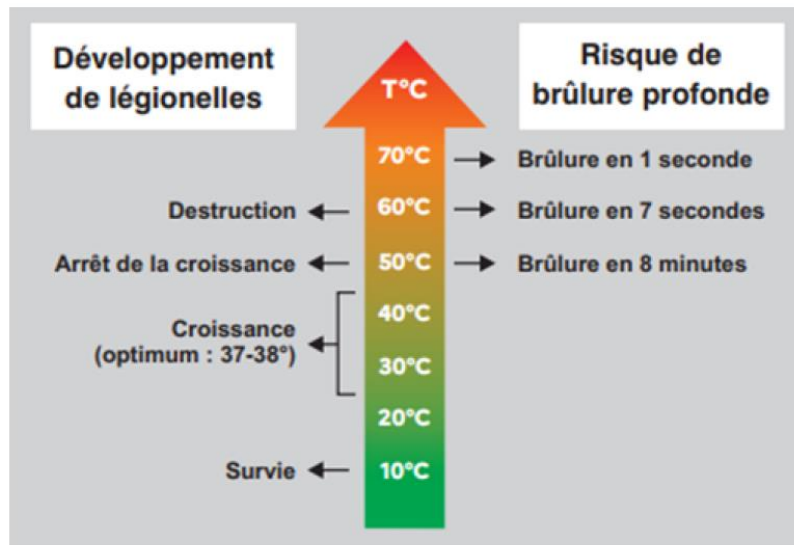 Développement
de légionelles
T°C
Risque de
brûlure profonde
70°C
Brûlure en 1 seconde
Destruction
60°C
Brûlure en 7 secondes
Arrêt de la croissance
50°C
Brûlure en 8 minutes
40°C
Croissance
(optimum : 37-38°)
30°C
20°C
Survie
10°C